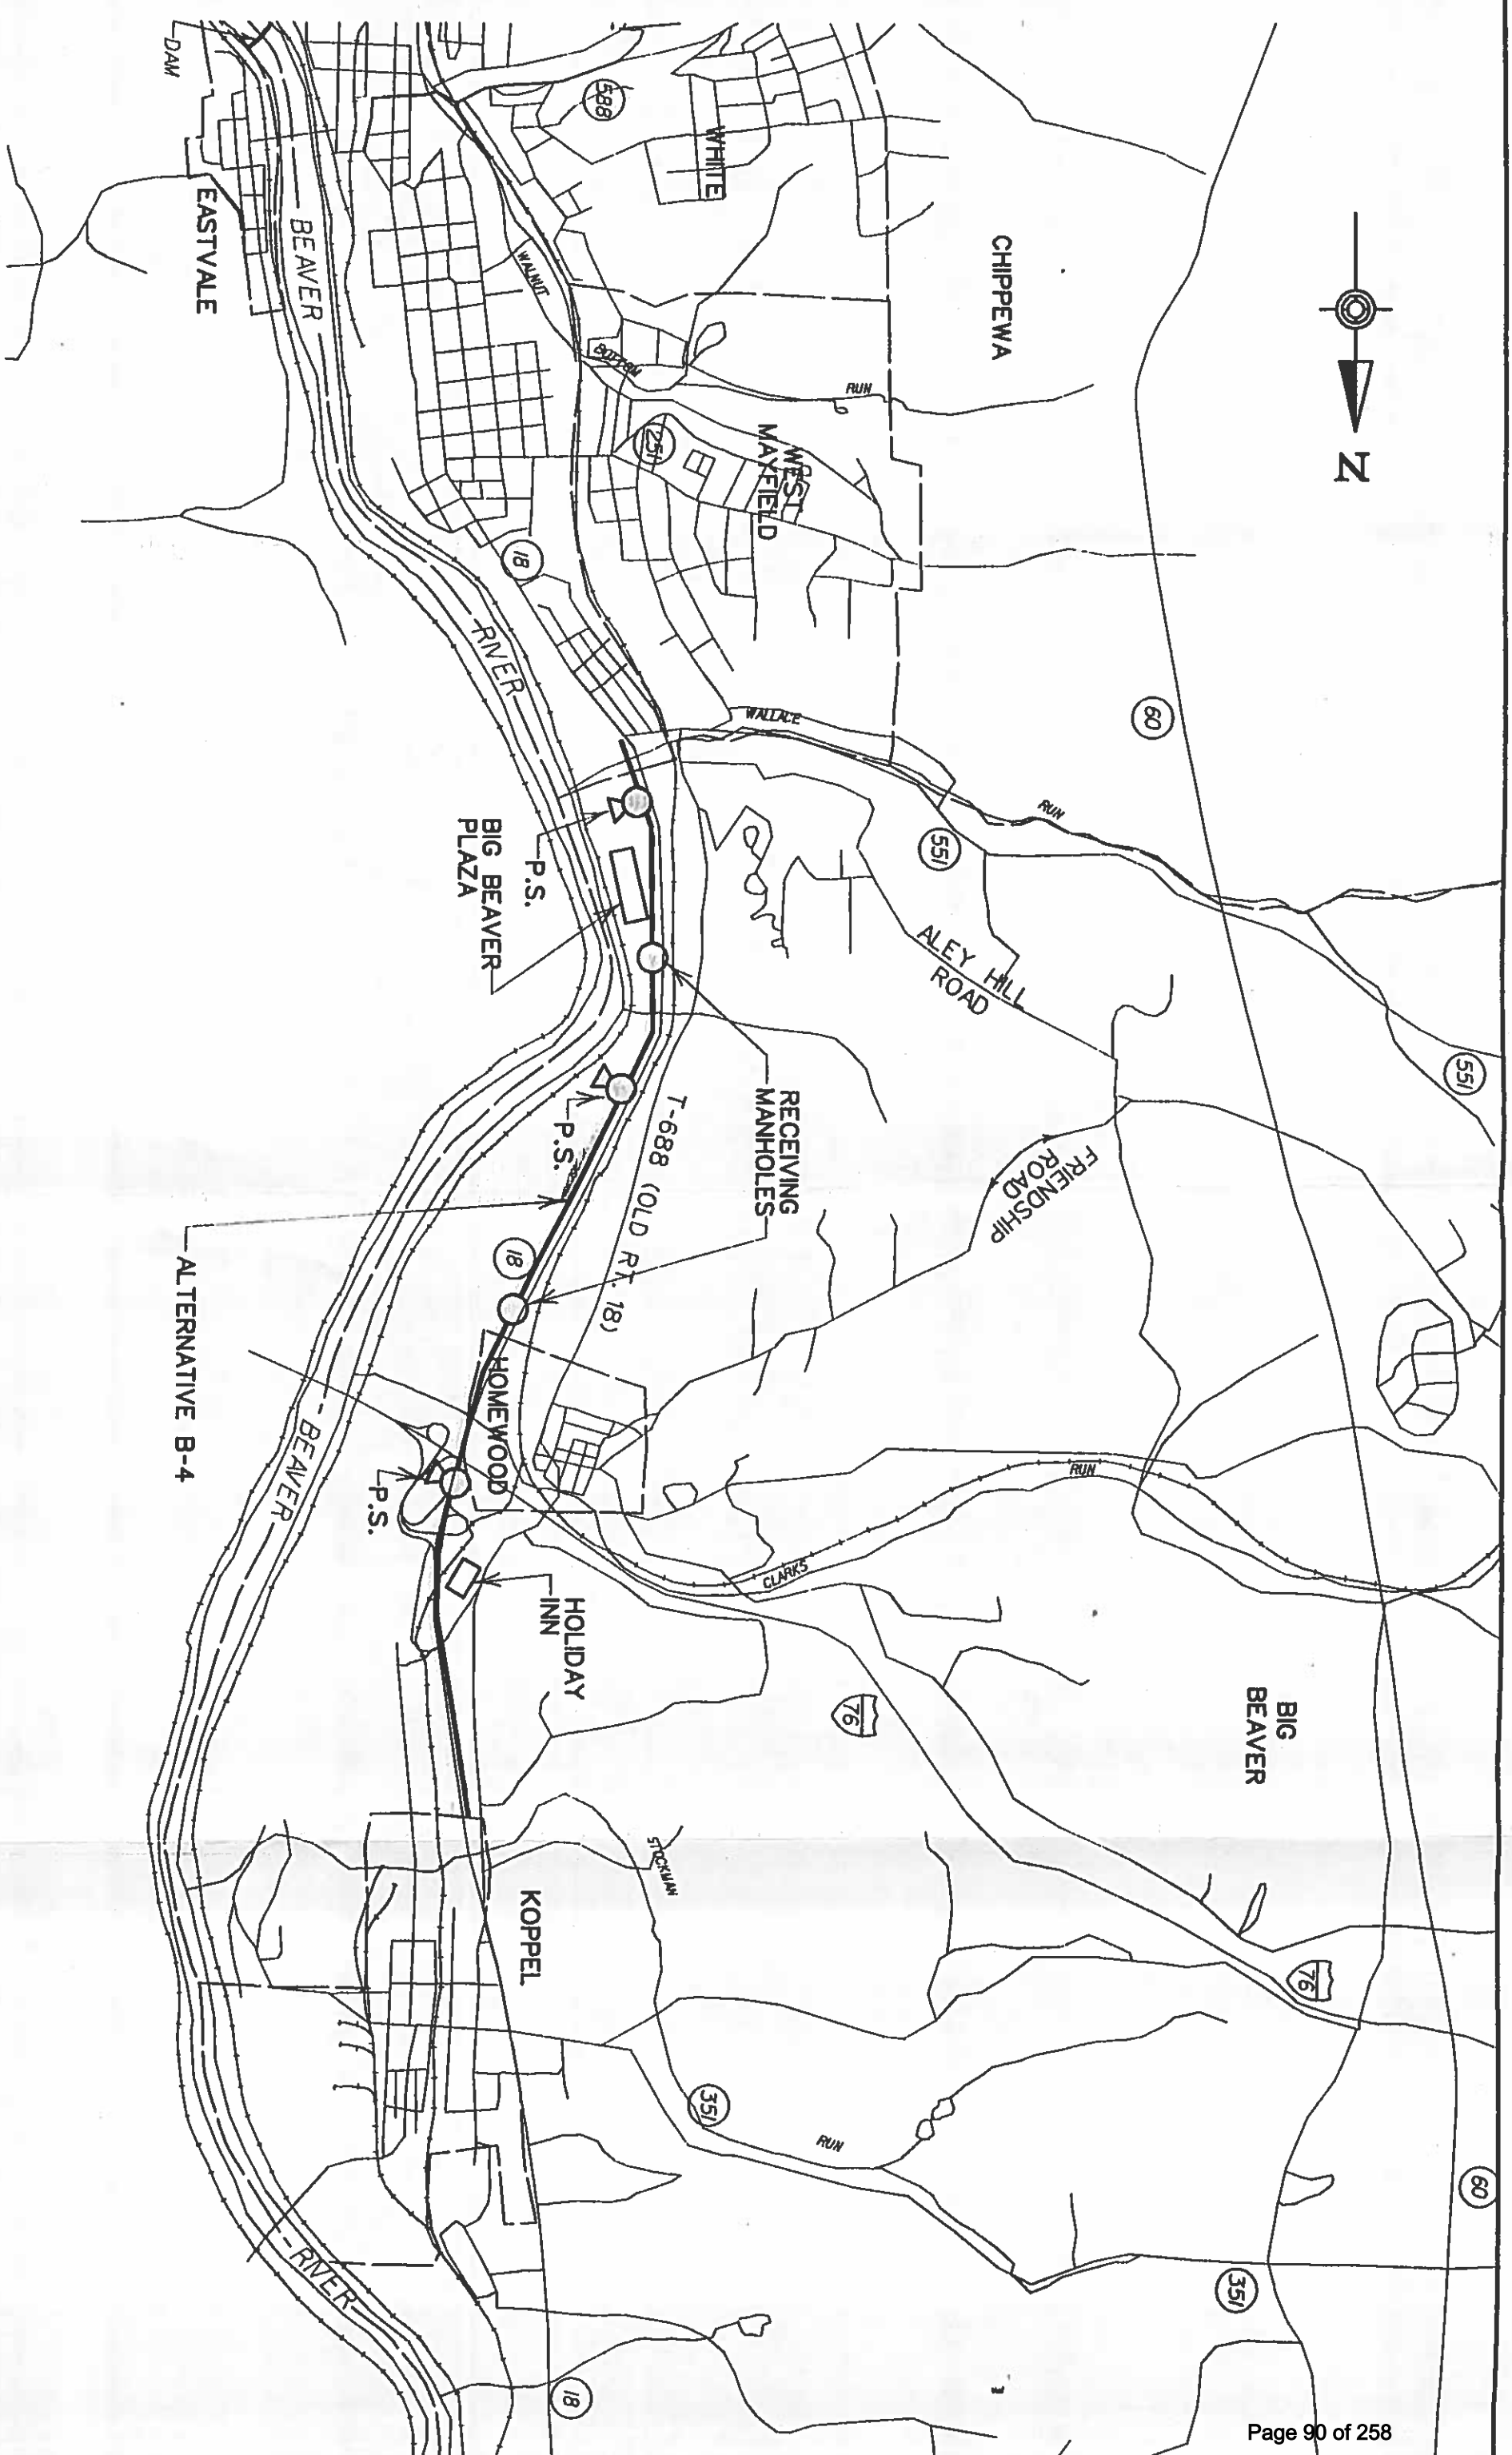 DAM
EASTVALE
BEAVER
588
WHITE
CHIPPEWA
N
WALNUT
BOTTOM
RUN
251
WEST
MAYFIELD
18
RIVER
WALLACE
RUN
60
551
551
P.S.
BIG BEAVER
PLAZA
ALEY HILL
ROAD
RECEIVING
MANHOLES
FRIENDSHIP
ROAD
P.S.
T-688 (OLD RT. 18)
18
ALTERNATIVE B-4
HOMEWOOD
BEAVER
P.S.
RUN
CLARKS
HOLIDAY
INN
76
BIG
BEAVER
STOCKMAN
KOPPEL
76
351
RUN
60
351
RIVER
18
Page 90 of 258